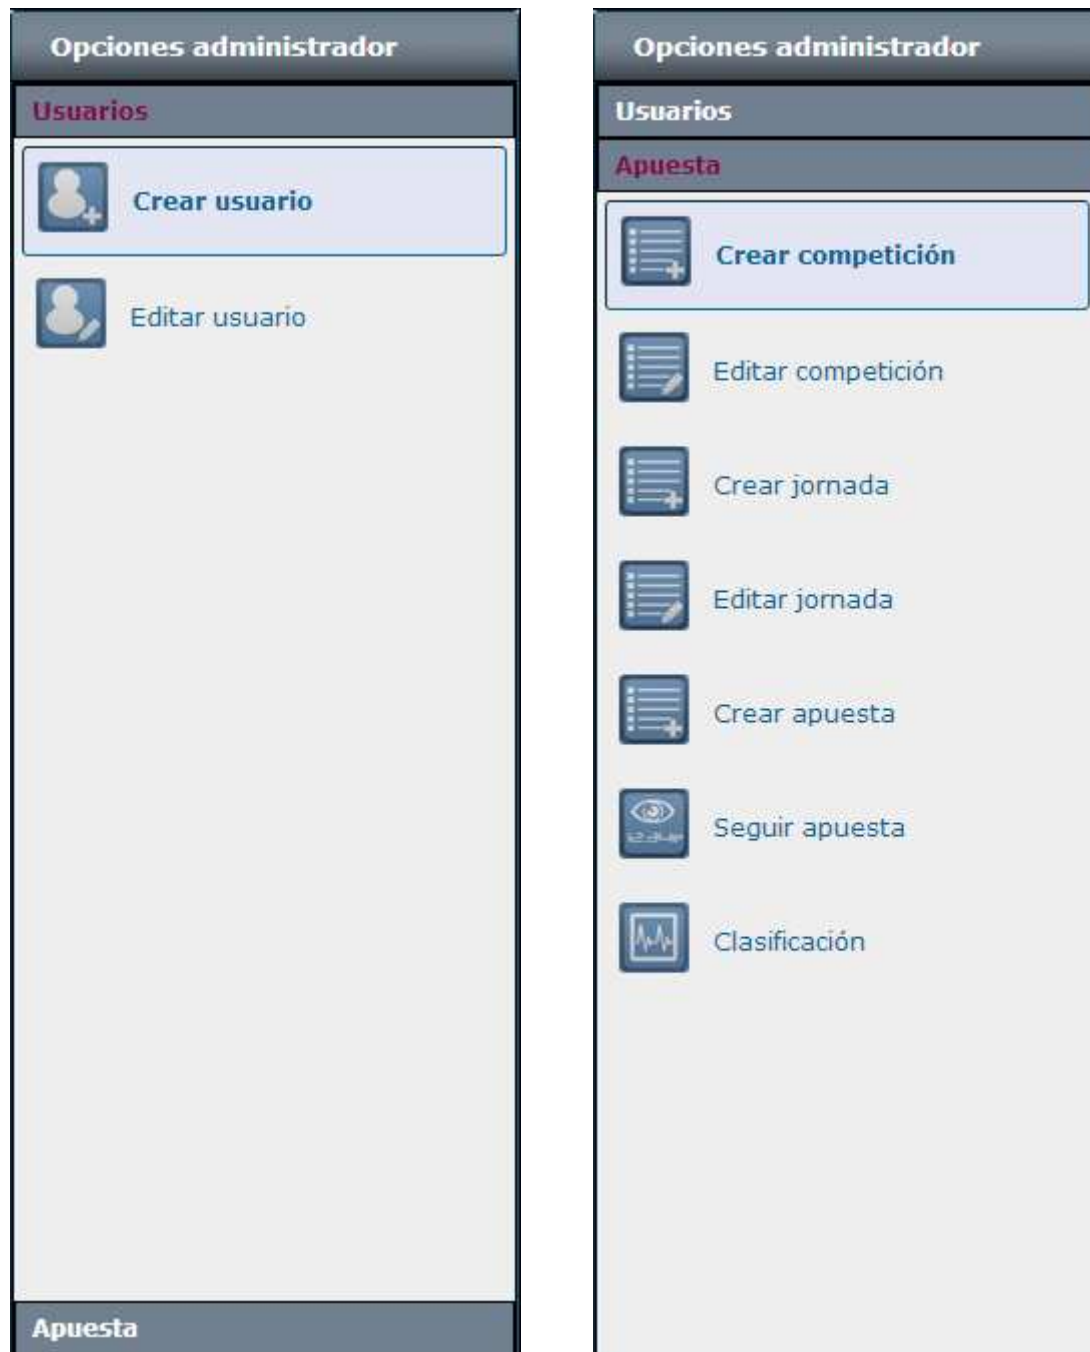 Opciones administrador
Usuarios
Crear usuario
Editar usuario
Apuesta
Opciones administrador
Usuarios
Apuesta
Crear competición
Editar competición
Crear jornada
Editar jornada
Crear apuesta
Seguir apuesta
Clasificación